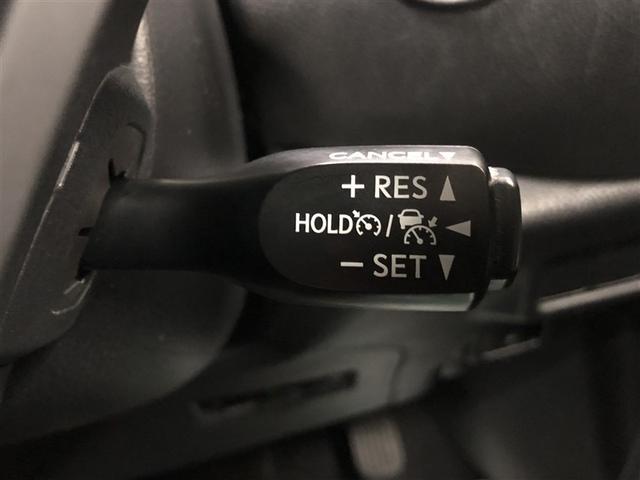 CANCEL▼
+ RES ▲
HOLD / ◀
− SET ▼